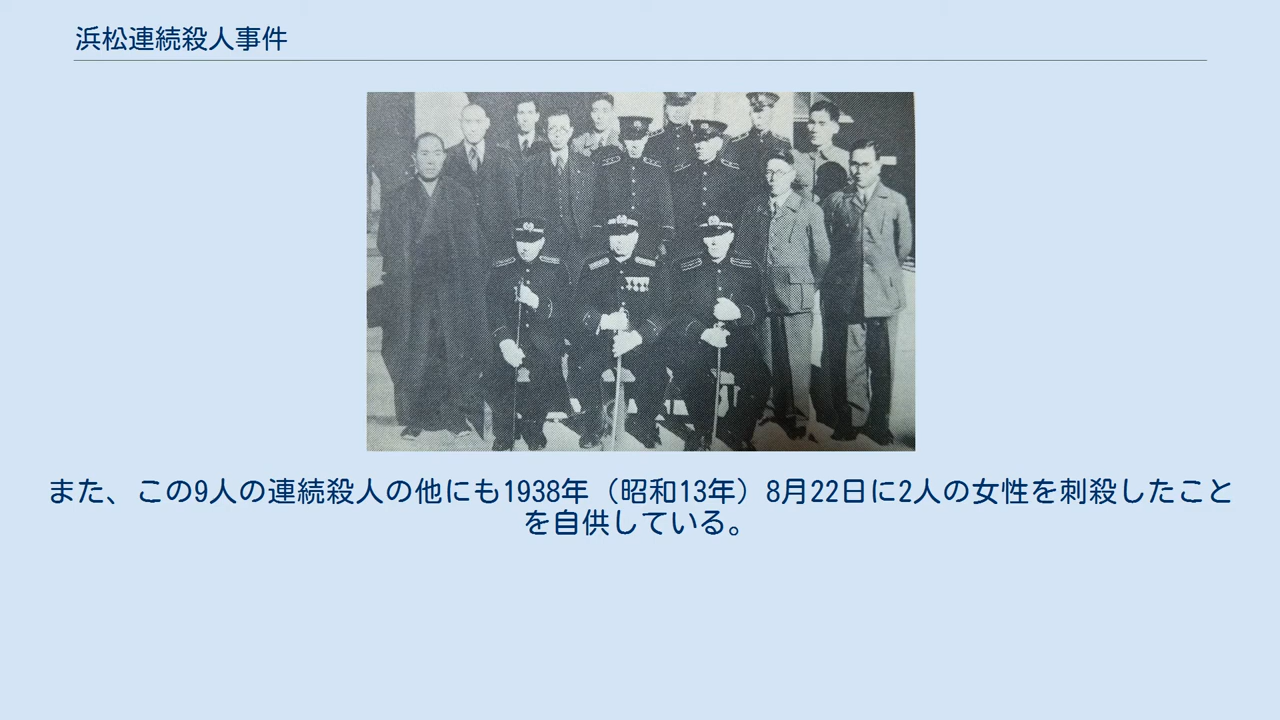 浜松連続殺人事件
また、この9人の連続殺人の他にも1938年（昭和13年）8月22日に2人の女性を刺殺したこと
を自供している。